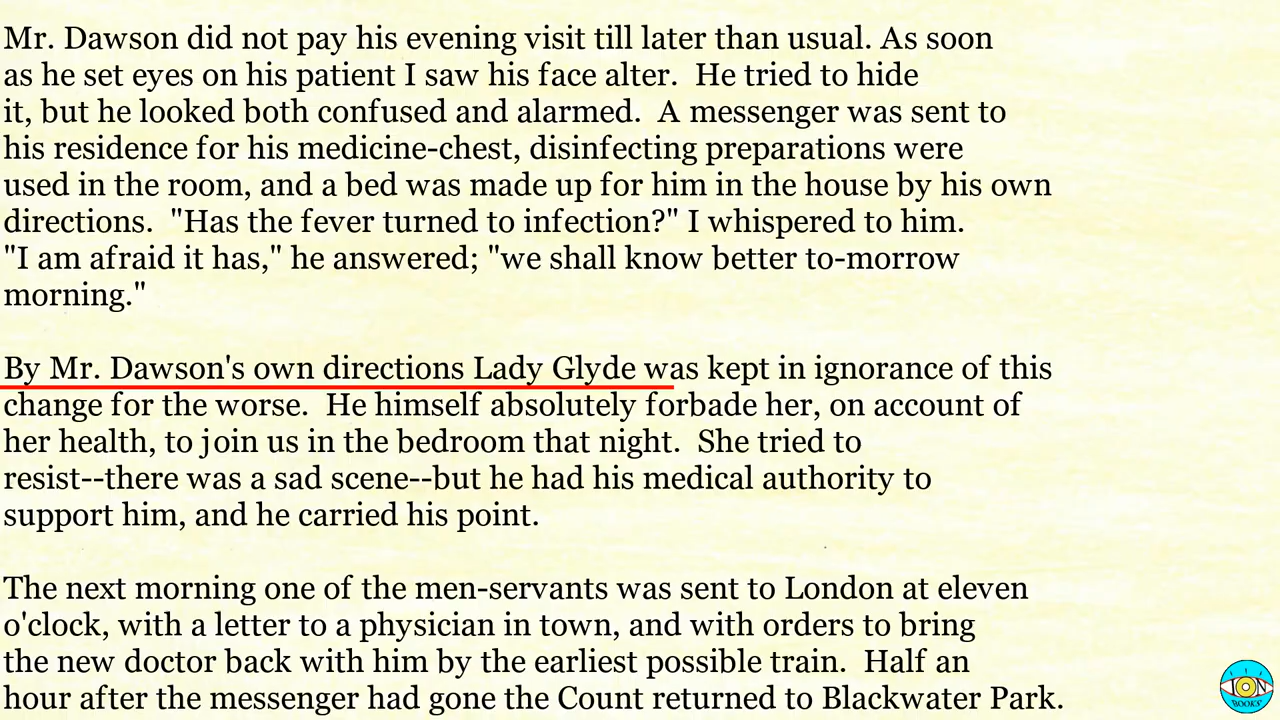 Mr. Dawson did not pay his evening visit till later than usual. As soon
as he set eyes on his patient I saw his face alter.  He tried to hide
it, but he looked both confused and alarmed.  A messenger was sent to
his residence for his medicine-chest, disinfecting preparations were
used in the room, and a bed was made up for him in the house by his own
directions.  "Has the fever turned to infection?" I whispered to him.
"I am afraid it has," he answered; "we shall know better to-morrow
morning."
By Mr. Dawson's own directions Lady Glyde was kept in ignorance of this
change for the worse.  He himself absolutely forbade her, on account of
her health, to join us in the bedroom that night.  She tried to
resist--there was a sad scene--but he had his medical authority to
support him, and he carried his point.
The next morning one of the men-servants was sent to London at eleven
o'clock, with a letter to a physician in town, and with orders to bring
the new doctor back with him by the earliest possible train.  Half an
hour after the messenger had gone the Count returned to Blackwater Park.
ION
BOOKS